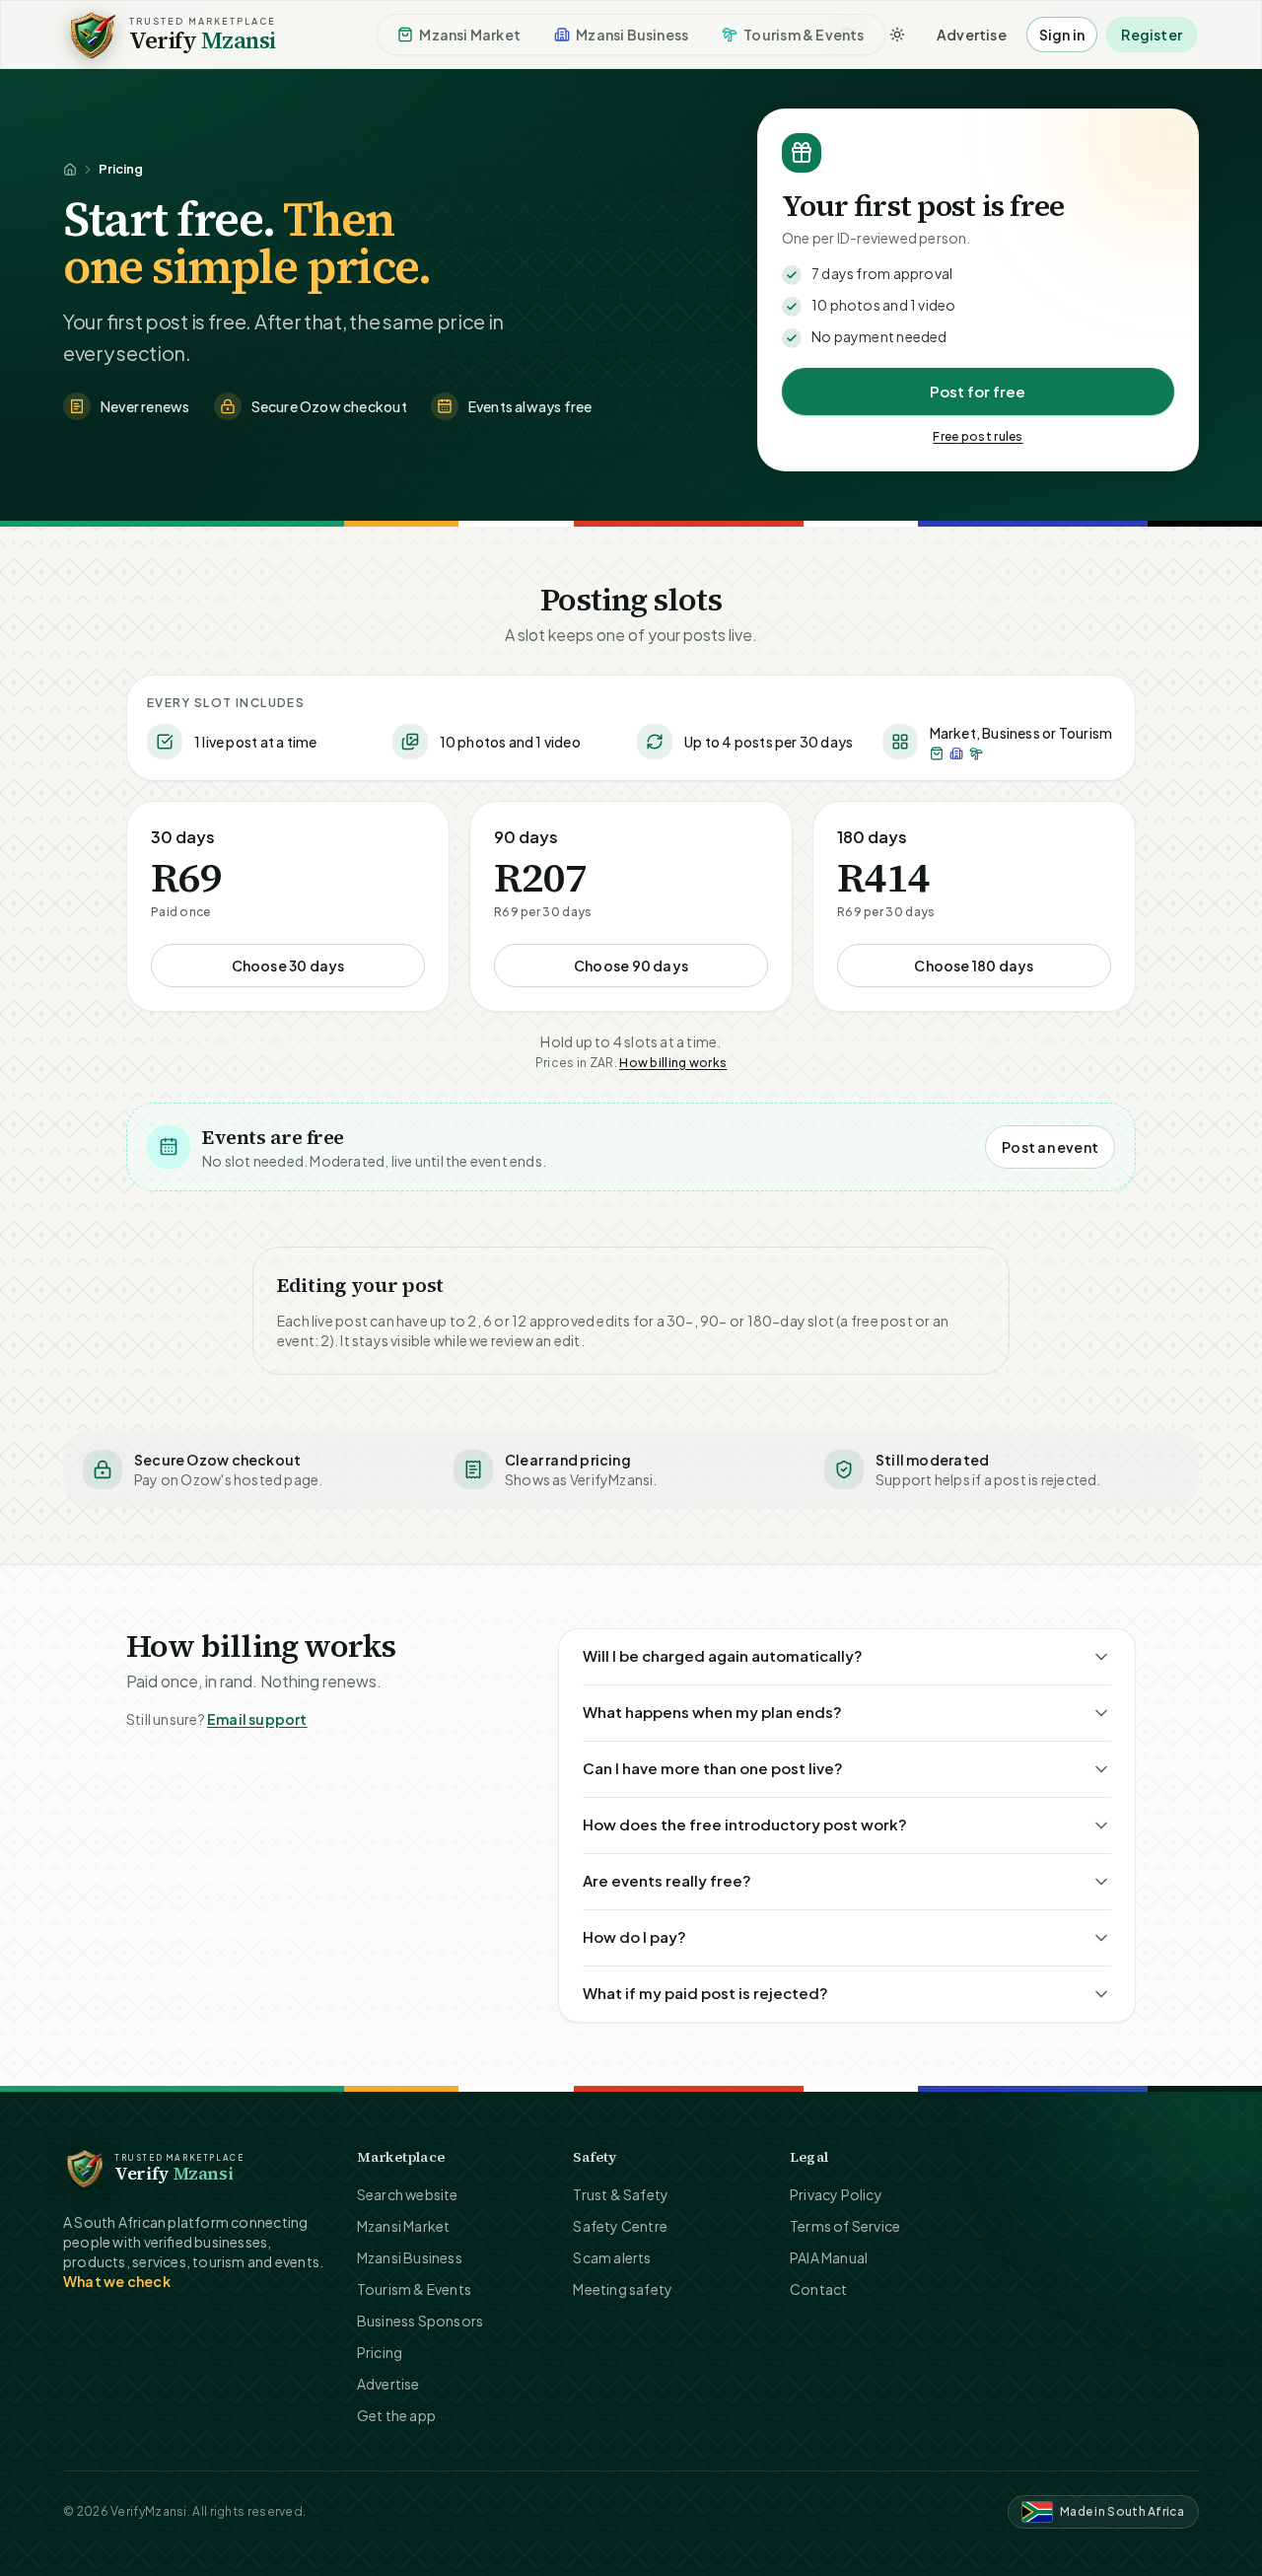 TRUSTED MARKETPLACE
Verify Mzansi
Mzansi Market
Mzansi Business
Tourism & Events
Advertise
Sign in
Register
Pricing
Start free. Then
one simple price.
Your first post is free. After that, the same price in
every section.
Never renews
Secure Ozow checkout
Events always free
Your first post is free
One per ID-reviewed person.
7 days from approval
10 photos and 1 video
No payment needed
Post for free
Free post rules
Posting slots
A slot keeps one of your posts live.
EVERY SLOT INCLUDES
1 live post at a time
10 photos and 1 video
Up to 4 posts per 30 days
Market, Business or Tourism
30 days
R69
Paid once
Choose 30 days
90 days
R207
R69 per 30 days
Choose 90 days
180 days
R414
R69 per 30 days
Choose 180 days
Hold up to 4 slots at a time.
Prices in ZAR. How billing works
Events are free
No slot needed. Moderated, live until the event ends.
Post an event
Editing your post
Each live post can have up to 2, 6 or 12 approved edits for a 30-, 90- or 180-day slot (a free post or an
event: 2). It stays visible while we review an edit.
Secure Ozow checkout
Pay on Ozow's hosted page.
Clear rand pricing
Shows as VerifyMzansi.
Still moderated
Support helps if a post is rejected.
How billing works
Paid once, in rand. Nothing renews.
Still unsure? Email support
Will I be charged again automatically?
What happens when my plan ends?
Can I have more than one post live?
How does the free introductory post work?
Are events really free?
How do I pay?
What if my paid post is rejected?
TRUSTED MARKETPLACE
Verify Mzansi
A South African platform connecting
people with verified businesses,
products, services, tourism and events.
What we check
Marketplace
Search website
Mzansi Market
Mzansi Business
Tourism & Events
Business Sponsors
Pricing
Advertise
Get the app
Safety
Trust & Safety
Safety Centre
Scam alerts
Meeting safety
Legal
Privacy Policy
Terms of Service
PAIA Manual
Contact
© 2026 VerifyMzansi. All rights reserved.
Made in South Africa